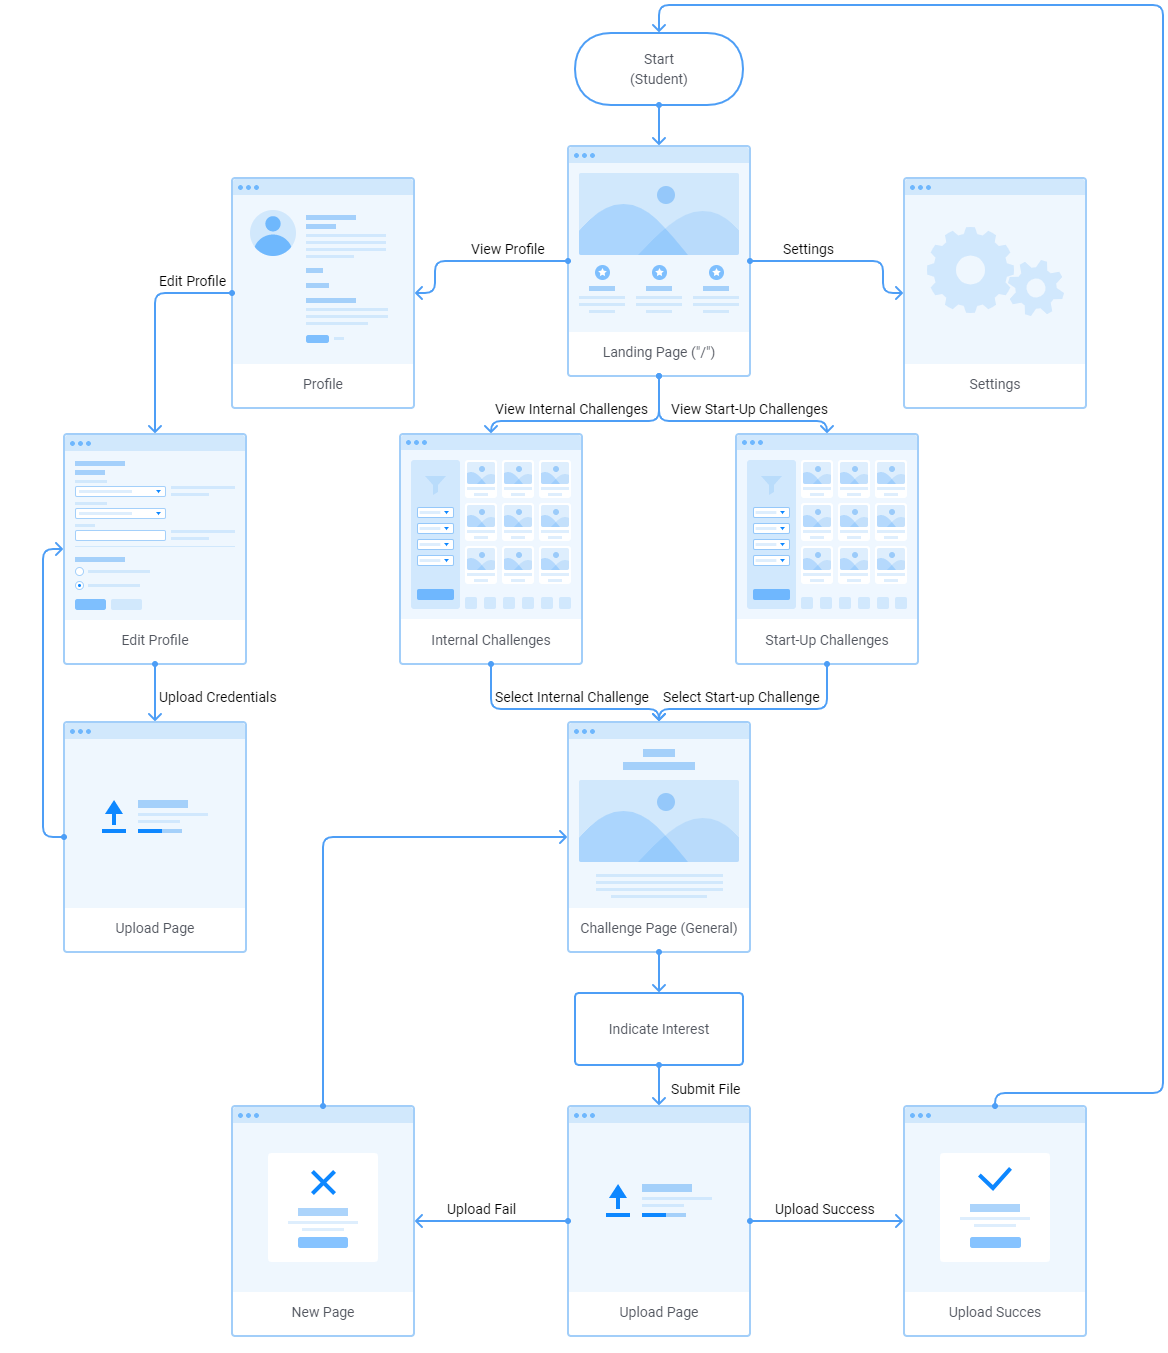 Start
(Student)
View Profile
Settings
Edit Profile
Landing Page ("/")
Profile
Settings
View Internal Challenges
View Start-Up Challenges
Edit Profile
Internal Challenges
Start-Up Challenges
Upload Credentials
Select Internal Challenge
Select Start-up Challenge
Upload Page
Challenge Page (General)
Indicate Interest
Submit File
Upload Fail
Upload Success
New Page
Upload Page
Upload Succes